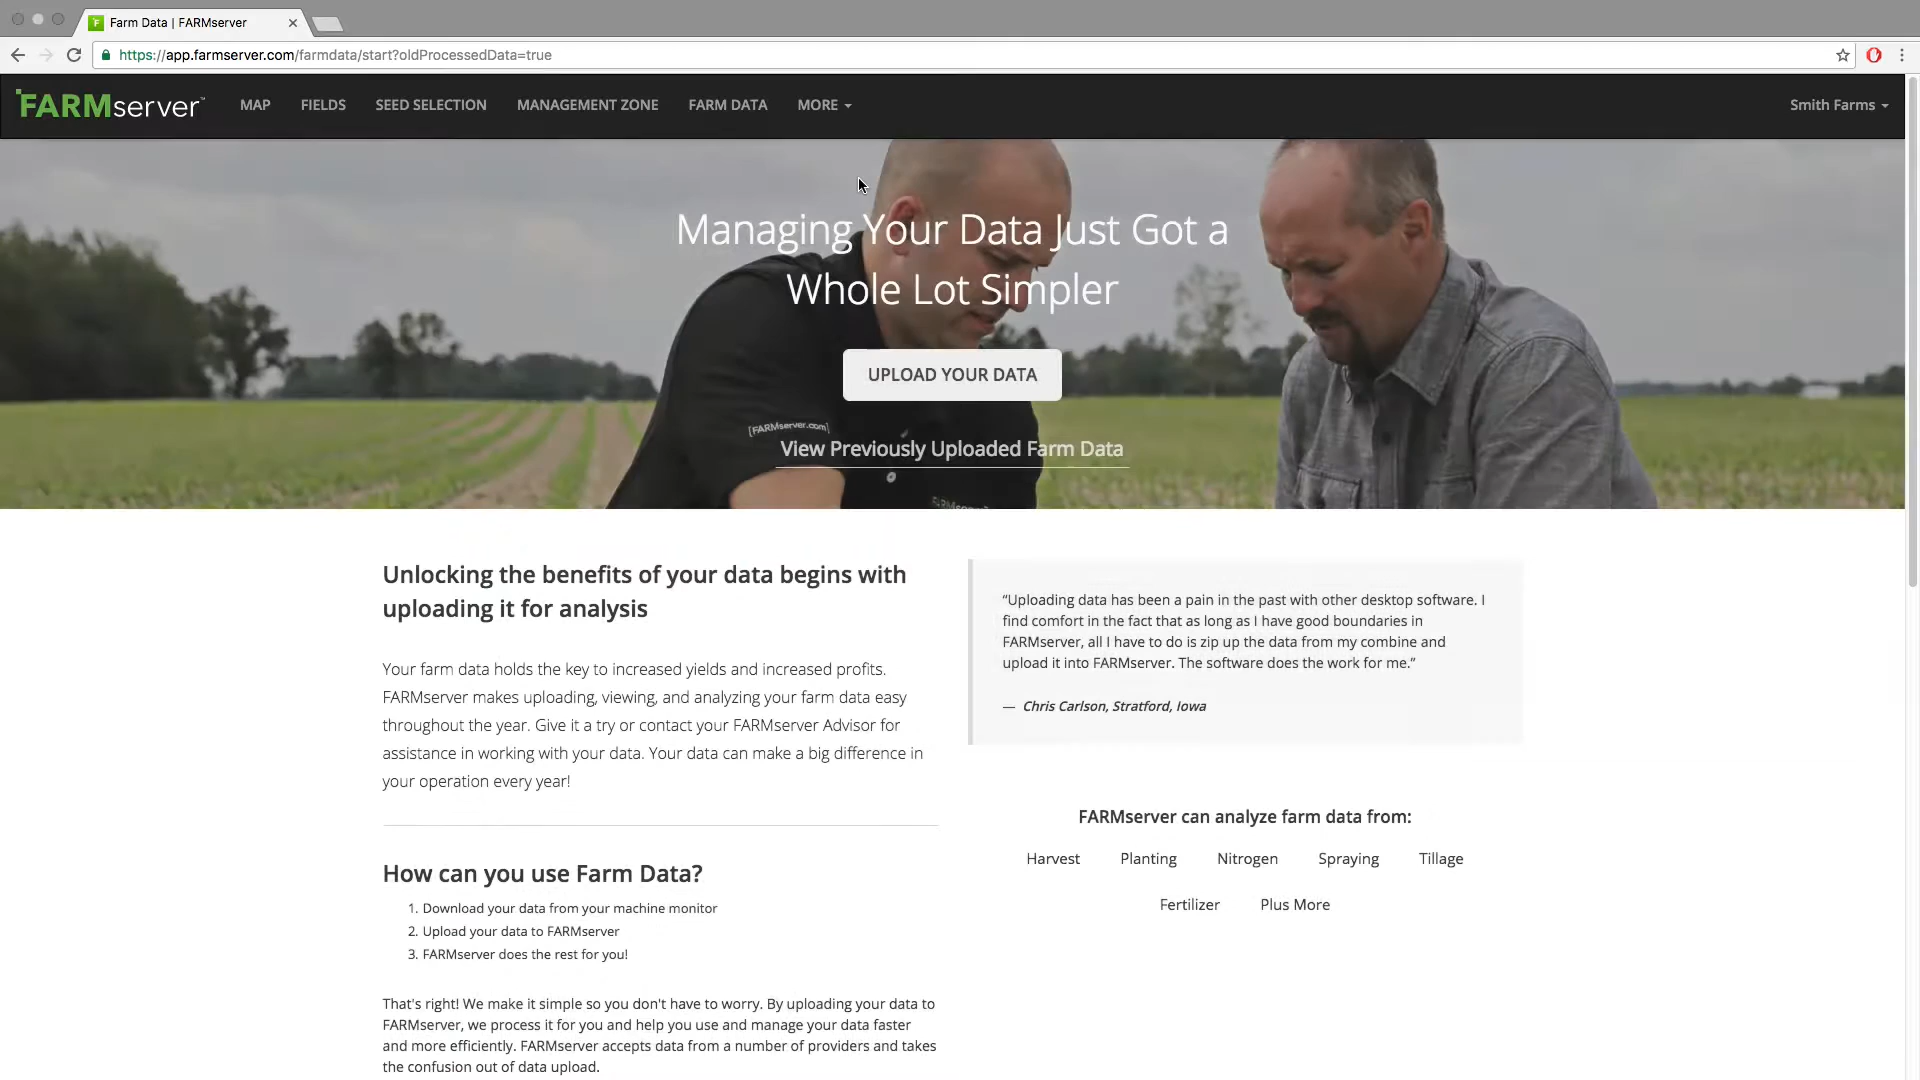 Farm Data | FARMserver
https://app.farmserver.com/farmdata/start?oldProcessedData=true
FARMserver™ MAP FIELDS SEED SELECTION MANAGEMENT ZONE FARM DATA MORE Smith Farms
Managing Your Data Just Got a
Whole Lot Simpler
UPLOAD YOUR DATA
[FARMserver.com]
View Previously Uploaded Farm Data
Unlocking the benefits of your data begins with
uploading it for analysis
Your farm data holds the key to increased yields and increased profits.
FARMserver makes uploading, viewing, and analyzing your farm data easy
throughout the year. Give it a try or contact your FARMserver Advisor for
assistance in working with your data. Your data can make a big difference in
your operation every year!
How can you use Farm Data?
1. Download your data from your machine monitor
2. Upload your data to FARMserver
3. FARMserver does the rest for you!
That's right! We make it simple so you don't have to worry. By uploading your data to
FARMserver, we process it for you and help you use and manage your data faster
and more efficiently. FARMserver accepts data from a number of providers and takes
the confusion out of data upload.
“Uploading data has been a pain in the past with other desktop software. I
find comfort in the fact that as long as I have good boundaries in
FARMserver, all I have to do is zip up the data from my combine and
upload it into FARMserver. The software does the work for me.”
— Chris Carlson, Stratford, Iowa
FARMserver can analyze farm data from:
Harvest Planting Nitrogen Spraying Tillage
Fertilizer Plus More